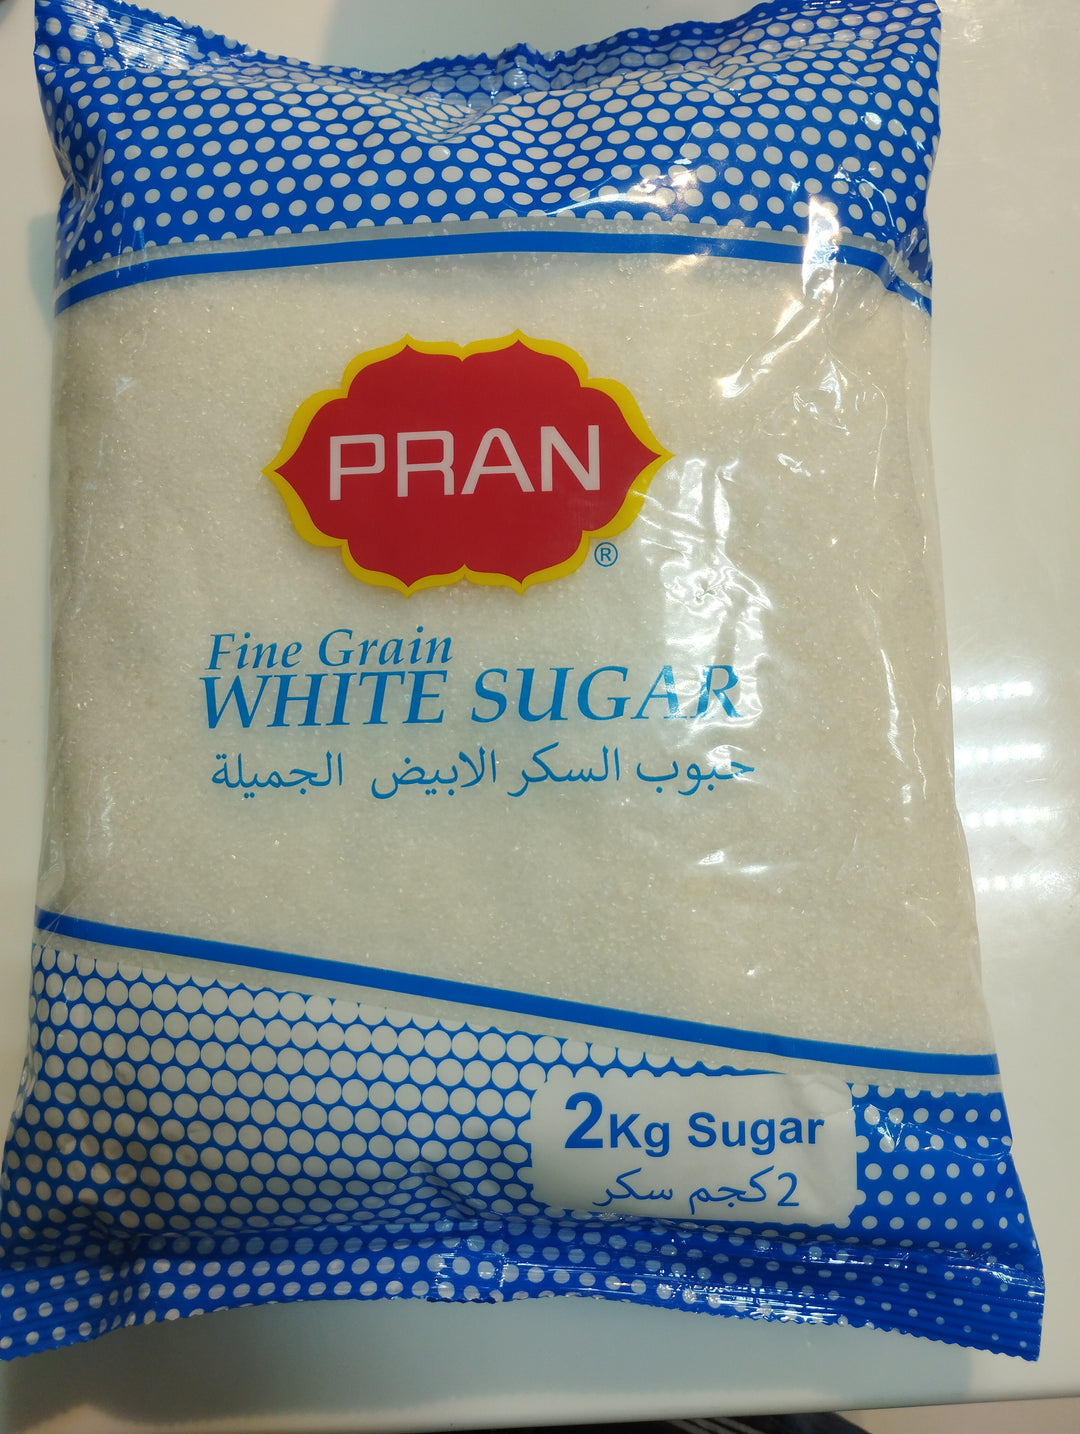 PRAN
®
Fine Grain
WHITE SUGAR
حبوب السكر الابيض الجميلة
2Kg Sugar
2 كجم سكر